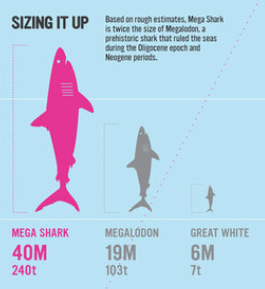 SIZING IT UP
Based on rough estimates, Mega Shark
is twice the size of Megalodon, a
prehistoric shark that ruled the seas
during the Oligocene epoch and
Neogene periods.
MEGA SHARK
40M
240t
MEGALODON
19M
103t
GREAT WHITE
6M
7t